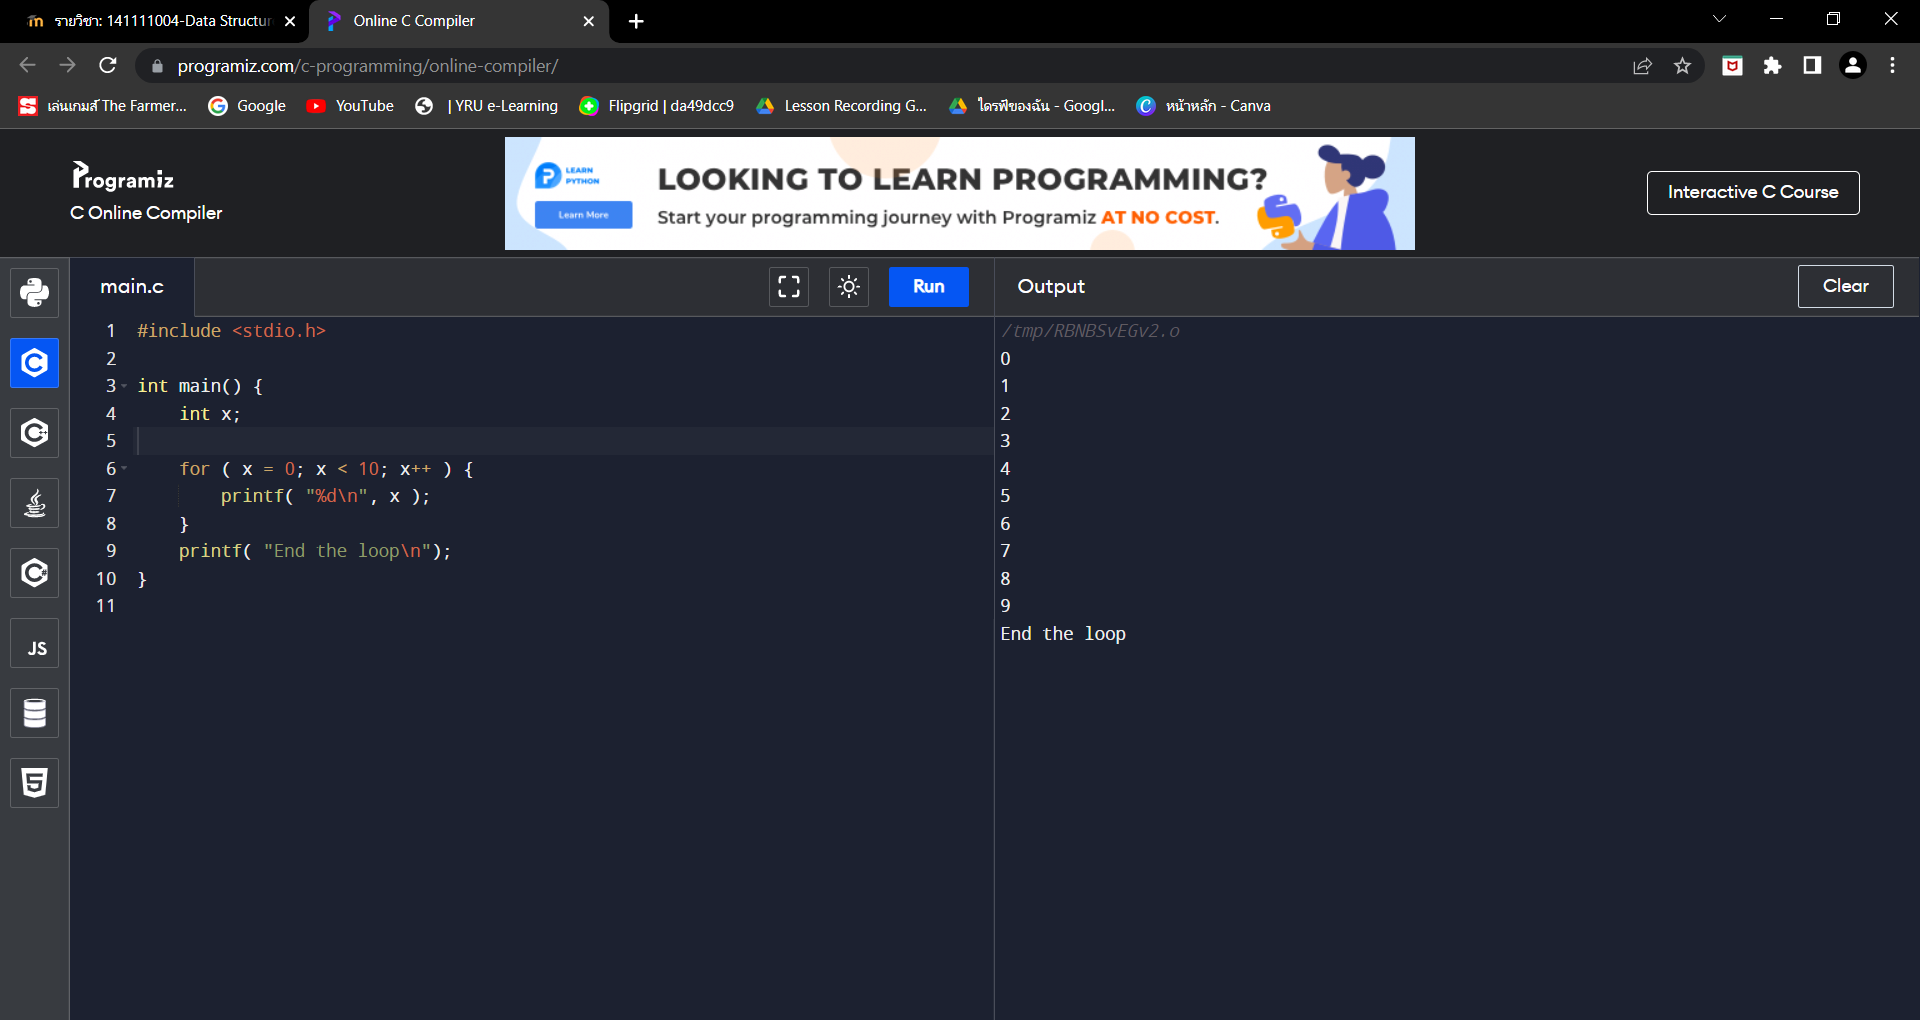 รายวิชา: 141111004-Data Structur
Online C Compiler
programiz.com/c-programming/online-compiler/
เล่นเกมส์ The Farmer...
Google
YouTube
| YRU e-Learning
Flipgrid | da49dcc9
Lesson Recording G...
ไดรฟ์ของฉัน - Googl...
หน้าหลัก - Canva
Programiz
C Online Compiler
LEARN
PYTHON
Learn More
LOOKING TO LEARN PROGRAMMING?
Start your programming journey with Programiz AT NO COST.
Interactive C Course
main.c
Run
Output
Clear
1 #include <stdio.h>
2
3 int main() {
4     int x;
5
6     for ( x = 0; x < 10; x++ ) {
7         printf( "%d\n", x );
8     }
9     printf( "End the loop\n");
10 }
11
/tmp/RBNBSvEGv2.o
0
1
2
3
4
5
6
7
8
9
End the loop
JS